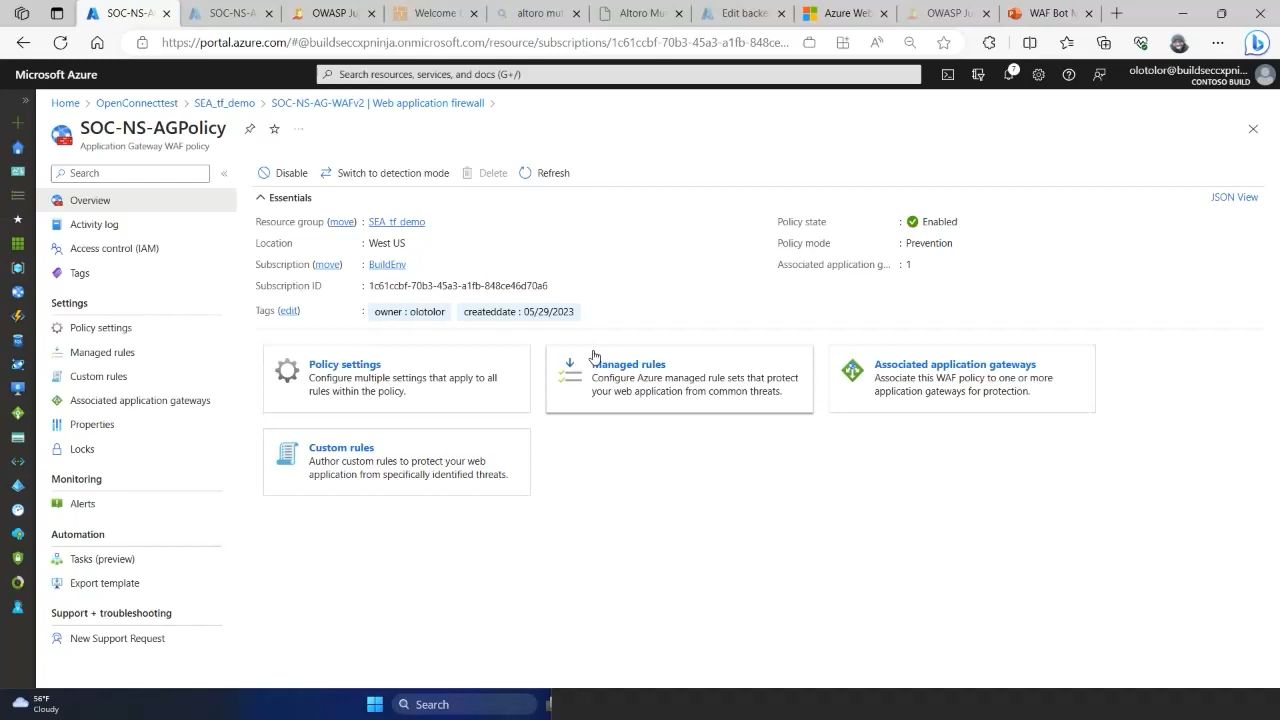 SOC-NS-A
SOC-NS-A
OWASP Ju
Welcome (
altoro mut
Altoro Mu
Edit backe
Azure Web
OWASP Ju
WAF Bot M
https://portal.azure.com/#@buildseccxpninja.onmicrosoft.com/resource/subscriptions/1c61ccbf-70b3-45a3-a1fb-848ce...
Microsoft Azure
Search resources, services, and docs (G+/)
7
olotolor@buildseccxpni...
CONTOSO BUILD
Home > OpenConnecttest > SEA_tf_demo > SOC-NS-AG-WAFv2 | Web application firewall >
SOC-NS-AGPolicy
Application Gateway WAF policy
Search
Disable
Switch to detection mode
Delete
Refresh
Overview
Activity log
Access control (IAM)
Tags
Settings
Policy settings
Managed rules
Custom rules
Associated application gateways
Properties
Locks
Monitoring
Alerts
Automation
Tasks (preview)
Export template
Support + troubleshooting
New Support Request
Essentials
JSON View
Resource group (move) : SEA_tf_demo
Location : West US
Subscription (move) : BuildEnv
Subscription ID : 1c61ccbf-70b3-45a3-a1fb-848ce46d70a6
Tags (edit) : owner : olotolor createddate : 05/29/2023
Policy state : Enabled
Policy mode : Prevention
Associated application g... : 1
Policy settings
Configure multiple settings that apply to all
rules within the policy.
Managed rules
Configure Azure managed rule sets that protect
your web application from common threats.
Associated application gateways
Associate this WAF policy to one or more
application gateways for protection.
Custom rules
Author custom rules to protect your web
application from specifically identified threats.
56°F
Cloudy
Search